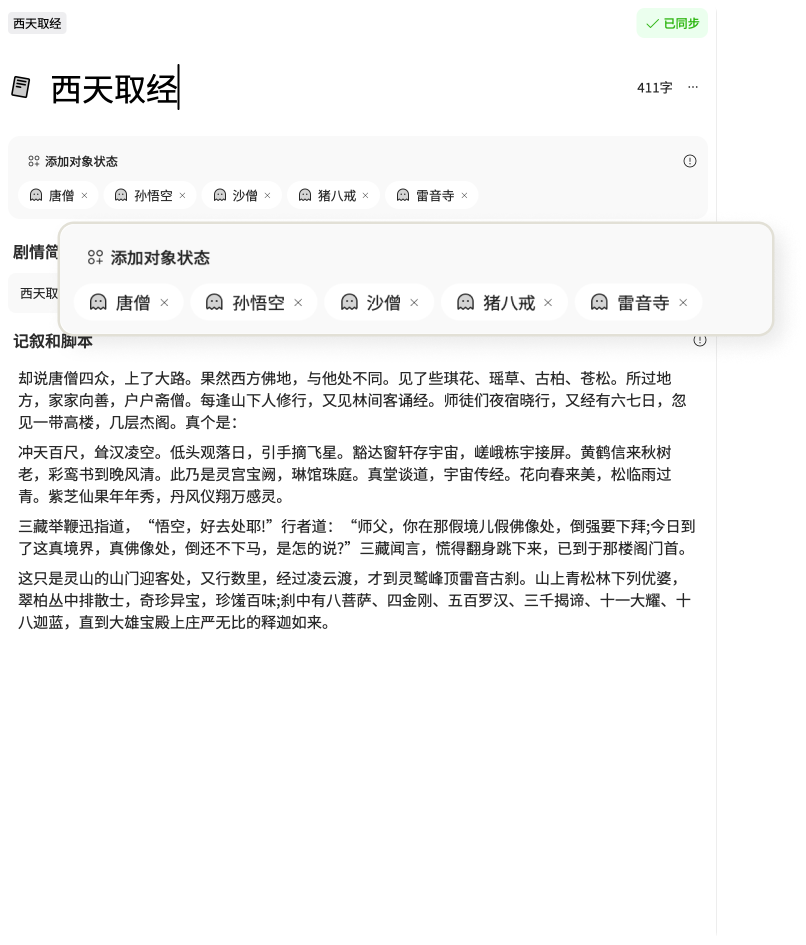 西天取经
已同步
西天取经
411字 ···
添加对象状态
唐僧 × 孙悟空 × 沙僧 × 猪八戒 × 雷音寺 ×
剧情简
添加对象状态
唐僧 × 孙悟空 × 沙僧 × 猪八戒 × 雷音寺 ×
西天取
记叙和脚本
却说唐僧四众，上了大路。果然西方佛地，与他处不同。见了些琪花、瑶草、古柏、苍松。所过地
方，家家向善，户户斋僧。每逢山下人修行，又见林间客诵经。师徒们夜宿晓行，又经有六七日，忽
见一带高楼，几层杰阁。真个是：
冲天百尺，耸汉凌空。低头观落日，引手摘飞星。豁达窗轩存宇宙，嵯峨栋宇接屏。黄鹤信来秋树
老，彩鸾书到晚风清。此乃是灵宫宝阙，琳馆珠庭。真堂谈道，宇宙传经。花向春来美，松临雨过
青。紫芝仙果年年秀，丹凤仪翔万感灵。
三藏举鞭迅指道，“悟空，好去处耶!”行者道：“师父，你在那假境儿假佛像处，倒强要下拜;今日到
了这真境界，真佛像处，倒还不下马，是怎的说?”三藏闻言，慌得翻身跳下来，已到于那楼阁门首。
这只是灵山的山门迎客处，又行数里，经过凌云渡，才到灵鹫峰顶雷音古刹。山上青松林下列优婆，
翠柏丛中排散士，奇珍异宝，珍馐百味;刹中有八菩萨、四金刚、五百罗汉、三千揭谛、十一大耀、十
八迦蓝，直到大雄宝殿上庄严无比的释迦如来。